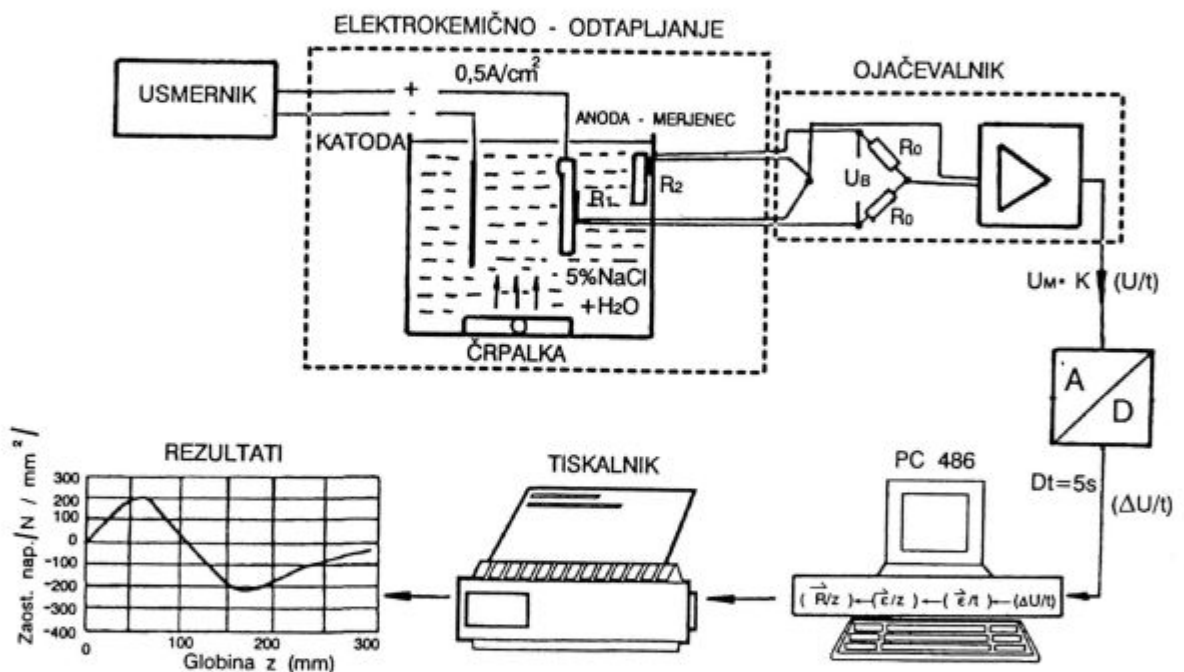 ELEKTROKEMIČNO - ODTAPLJANJE
USMERNIK
+
-
0,5A/cm²
KATODA
ANODA - MERJENEC
R₁
R₂
5%NaCl
+H₂O
ČRPALKA
OJAČEVALNIK
U_B
R₀
R₀
U_M • K (U/t)
A
D
Dt=5s
(ΔU/t)
PC 486
(R/z)←(ε/z)←(ε/t)←(ΔU/t)
TISKALNIK
REZULTATI
Zaost. nap./N / mm²/
300
200
100
0
-100
-200
-300
-400
0 100 200 300
Globina z (mm)